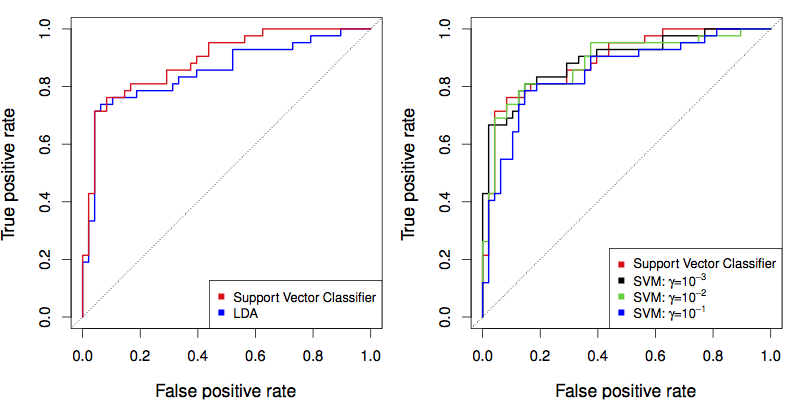 True positive rate
1.0
0.8
0.6
0.4
0.2
0.0
Support Vector Classifier
LDA
0.0 0.2 0.4 0.6 0.8 1.0
False positive rate
True positive rate
1.0
0.8
0.6
0.4
0.2
0.0
Support Vector Classifier
SVM: γ=10⁻³
SVM: γ=10⁻²
SVM: γ=10⁻¹
0.0 0.2 0.4 0.6 0.8 1.0
False positive rate